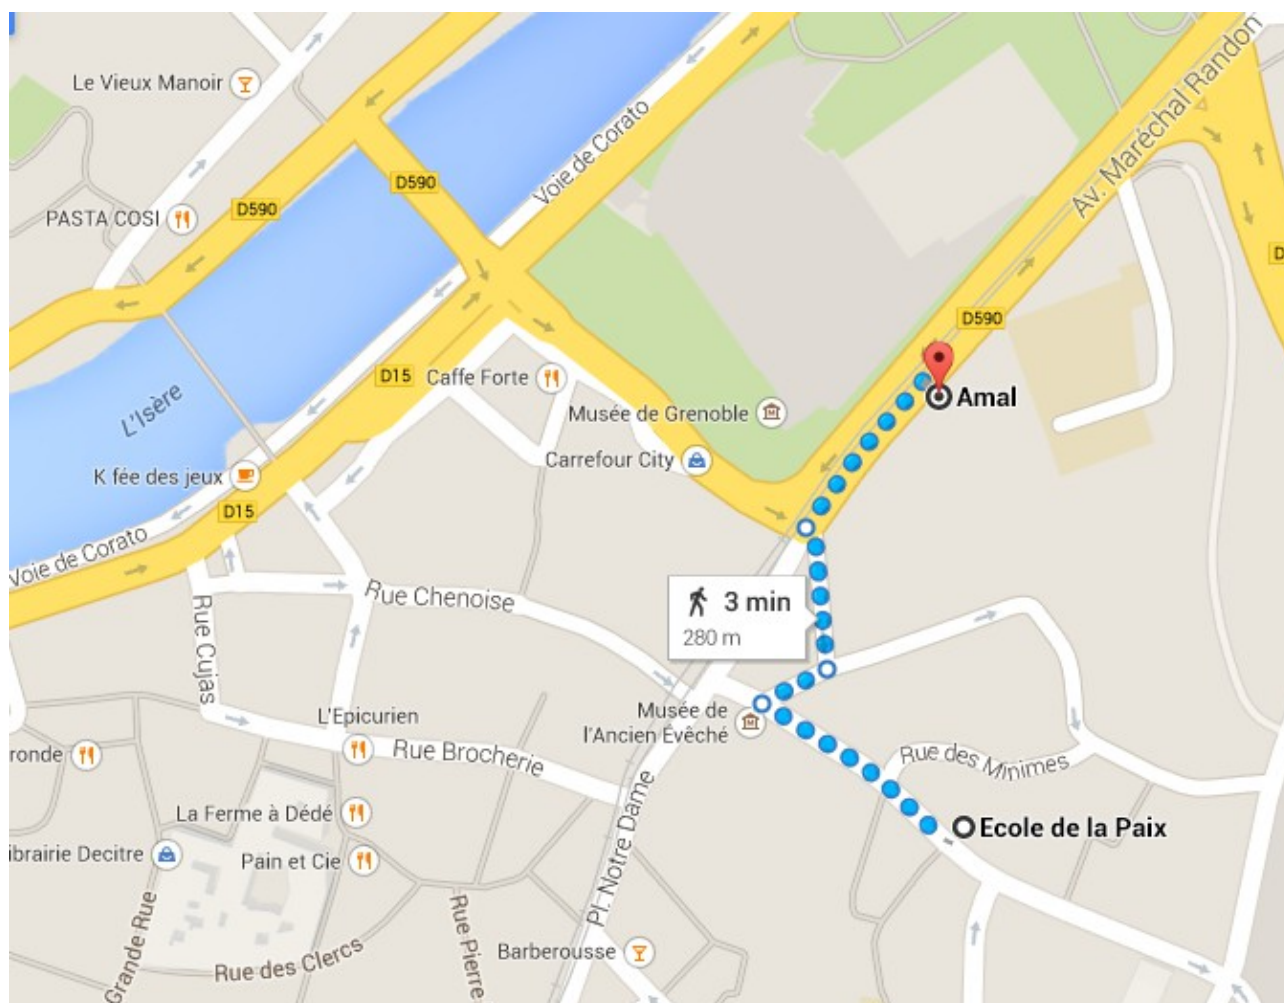 Le Vieux Manoir
Av. Maréchal Randon
Voie de Corato
D590
D590
PASTA COSI
D590
D
L'Isère
D15
Caffe Forte
Musée de Grenoble
Amal
Carrefour City
K fée des jeux
D15
Voie de Corato
Rue Chenoise
3 min
280 m
Rue Cujas
Musée de
l'Ancien Évêché
L'Epicurien
Rue Brocherie
ronde
Rue des Minimes
La Ferme à Dédé
Ecole de la Paix
ibrairie Decitre
Pain et Cie
Pl. Notre Dame
Grande Rue
Rue des Clercs
Rue Pierre
Barberousse